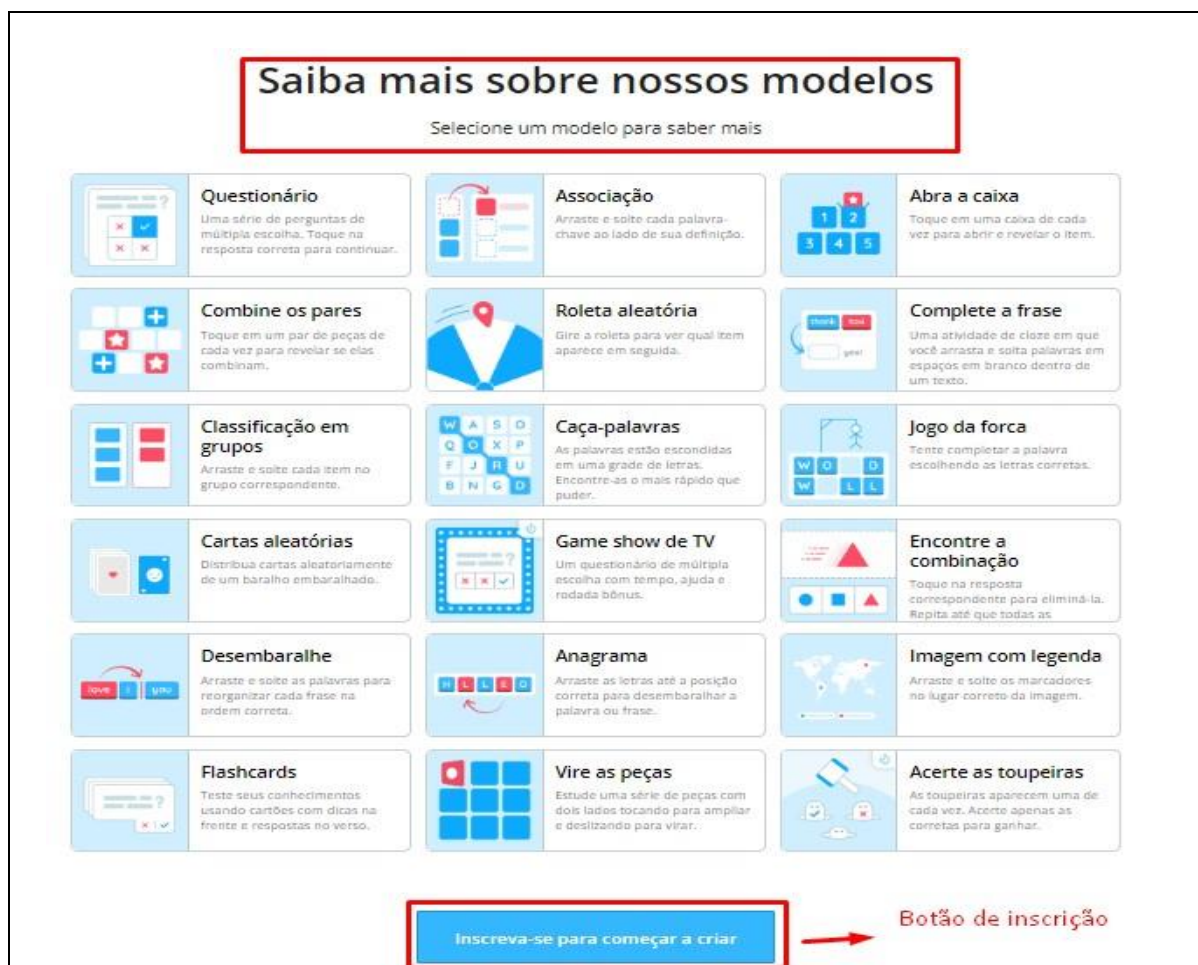 Saiba mais sobre nossos modelos
Selecione um modelo para saber mais
Questionário
Uma série de perguntas de
múltipla escolha. Toque na
resposta correta para continuar.
Associação
Arraste e solte cada palavra-
chave ao lado de sua definição.
Abra a caixa
Toque em uma caixa de cada
vez para abrir e revelar o item.
1 2
3 4 5
Combine os pares
Toque em um par de peças de
cada vez para revelar se elas
combinam.
Roleta aleatória
Gire a roleta para ver qual item
aparece em seguida.
Complete a frase
Uma atividade de cloze em que
você arrasta e solta palavras em
espaços em branco dentro de
um texto.
thank
you!
Classificação em
grupos
Arraste e solte cada item no
grupo correspondente.
Caça-palavras
As palavras estão escondidas
em uma grade de letras.
Encontre-as o mais rápido que
puder.
W A S D
Q O X P
F J R U
B N G D
Jogo da forca
Tente completar a palavra
escolhendo as letras corretas.
W O D
W L L
Cartas aleatórias
Distribua cartas aleatoriamente
de um baralho embaralhado.
Game show de TV
Um questionário de múltipla
escolha com tempo, ajuda e
rodada bônus.
?
Encontre a
combinação
Toque na resposta
correspondente para eliminá-la.
Repita até que todas as
Desembaralhe
Arraste e solte as palavras para
reorganizar cada frase na
ordem correta.
love i you
Anagrama
Arraste as letras até a posição
correta para desembaralhar a
palavra ou frase.
H L L E O
Imagem com legenda
Arraste e solte os marcadores
no lugar correto da imagem.
Flashcards
Teste seus conhecimentos
usando cartões com dicas na
frente e respostas no verso.
?
Vire as peças
Estude uma série de peças com
dois lados tocando para ampliar
e deslizando para virar.
Acerte as toupeiras
As toupeiras aparecem uma de
cada vez. Acerte apenas as
corretas para ganhar.
Inscreva-se para começar a criar
Botão de inscrição